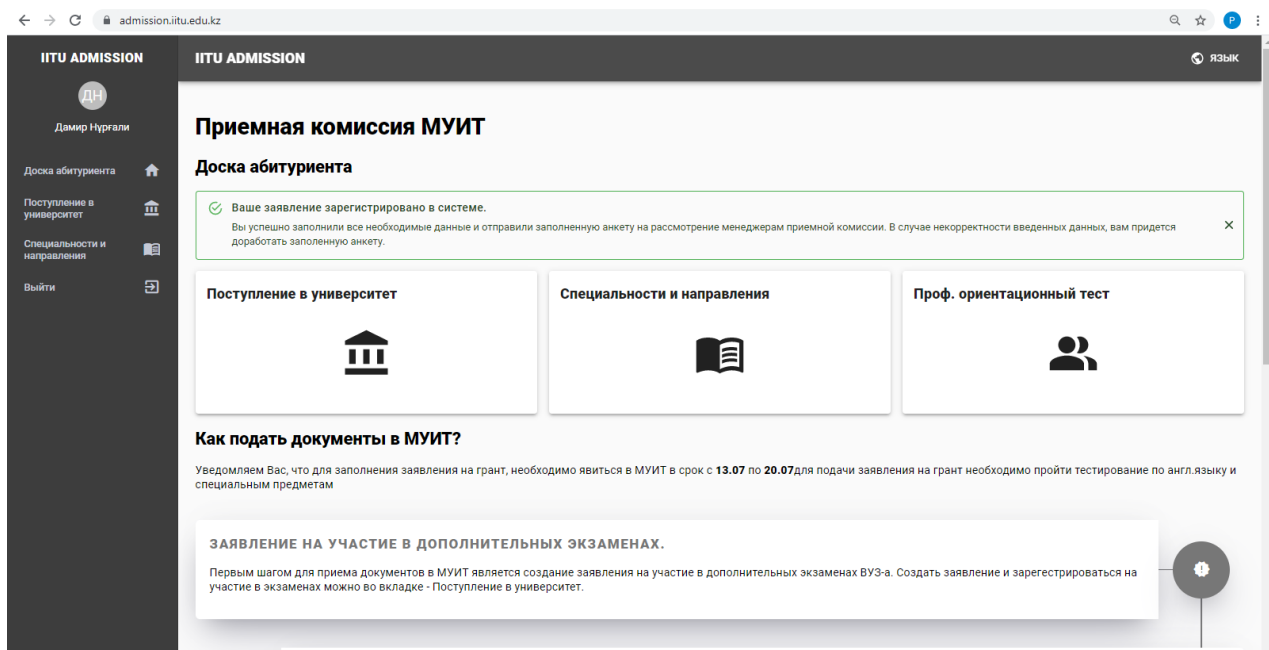 admission.iitu.edu.kz
P
IITU ADMISSION
ДН
Дамир Нұрғали
Доска абитуриента
Поступление в
университет
Специальности и
направления
Выйти
IITU ADMISSION
ЯЗЫК
Приемная комиссия МУИТ
Доска абитуриента
Ваше заявление зарегистрировано в системе.
Вы успешно заполнили все необходимые данные и отправили заполненную анкету на рассмотрение менеджерам приемной комиссии. В случае некорректности введенных данных, вам придется
доработать заполенную анкету.
Поступление в университет
Специальности и направления
Проф. ориентационный тест
Как подать документы в МУИТ?
Уведомляем Вас, что для заполнения заявления на грант, необходимо явиться в МУИТ в срок с 13.07 по 20.07для подачи заявления на грант необходимо пройти тестирование по англ.языку и
специальным предметам
ЗАЯВЛЕНИЕ НА УЧАСТИЕ В ДОПОЛНИТЕЛЬНЫХ ЭКЗАМЕНАХ.
Первым шагом для приема документов в МУИТ является создание заявления на участие в дополнительных экзаменах ВУЗ-а. Создать заявление и зарегестрироваться на
участие в экзаменах можно во вкладке - Поступление в университет.